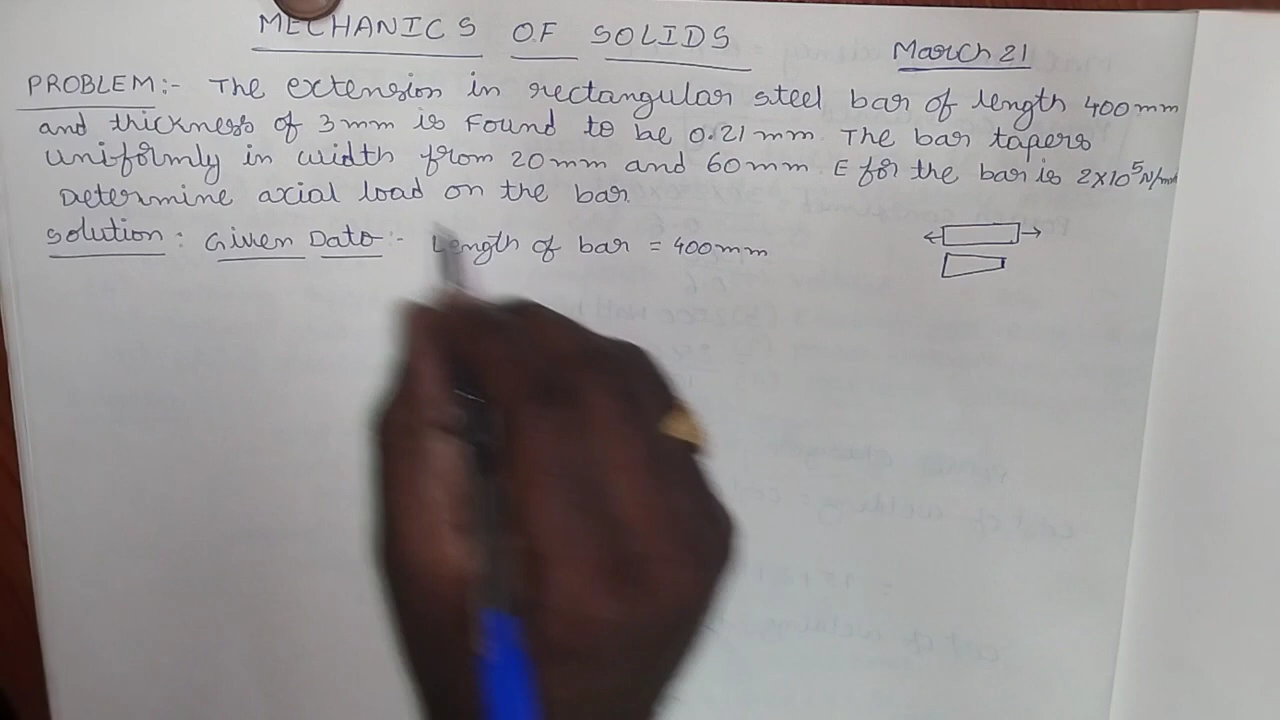 MECHANICS OF SOLIDS
March 21
PROBLEM:- The extension in rectangular steel bar of length 400mm
and thickness of 3mm is Found to be 0.21mm. The bar tapers
uniformly in width from 20mm and 60mm. E for the bar is 2×10⁵N/mm
Determine axial load on the bar.
Solution: Given Data:- Length of bar = 400mm